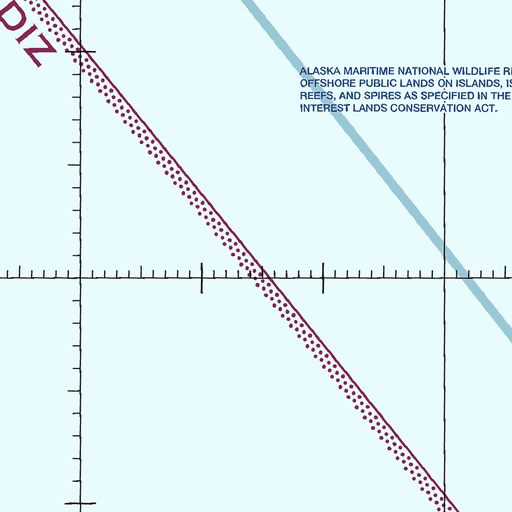 DIZ
ALASKA MARITIME NATIONAL WILDLIFE
OFFSHORE PUBLIC LANDS ON ISLANDS,
REEFS, AND SPIRES AS SPECIFIED IN THE
INTEREST LANDS CONSERVATION ACT.